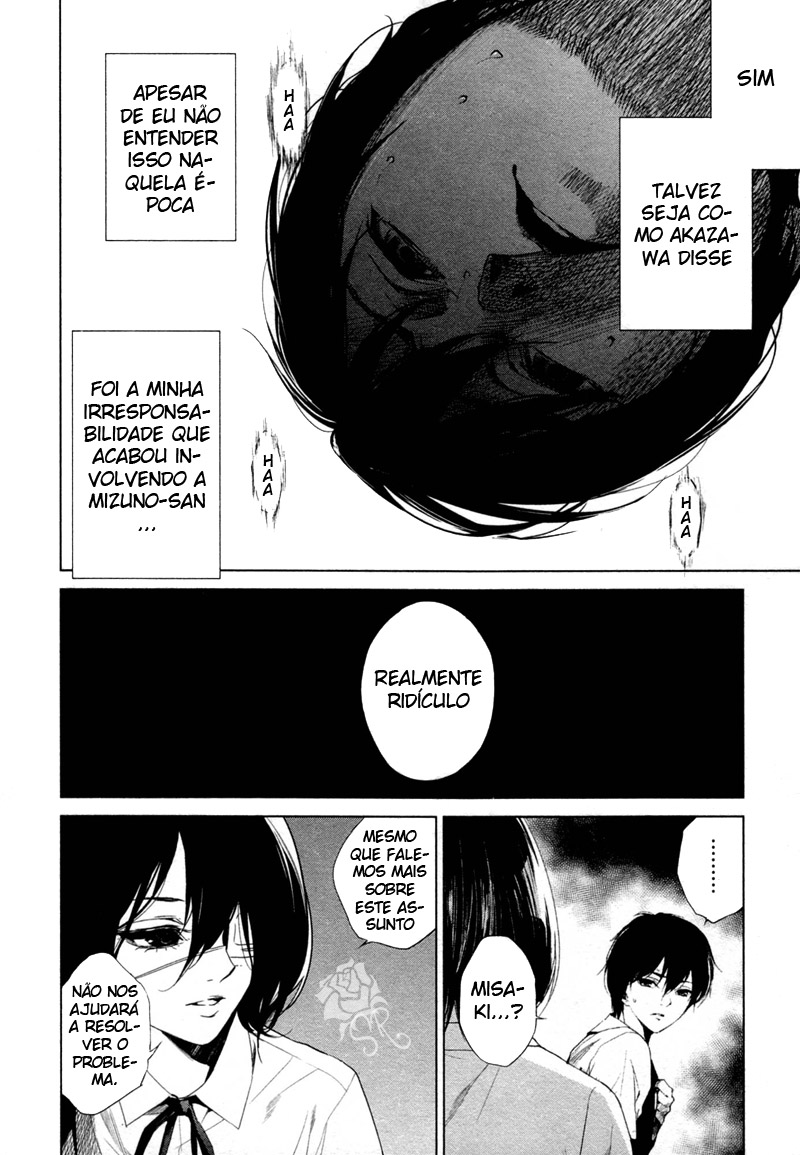 SIM
TALVEZ
SEJA CO-
MO AKAZA-
WA DISSE
HAA
APESAR
DE EU NÃO
ENTENDER
ISSO NA-
QUELA É-
POCA
FOI A MINHA
IRRESPONSA-
BILIDADE QUE
ACABOU IN-
VOLVENDO A
MIZUNO-SAN
...
HAA
HAA
REALMENTE
RIDÍCULO
.........
MISA-
KI...?
MESMO
QUE FALE-
MOS MAIS
SOBRE
ESTE AS-
SUNTO
NÃO NOS
AJUDARÁ
A RESOL-
VER O
PROBLE-
MA.
SMR